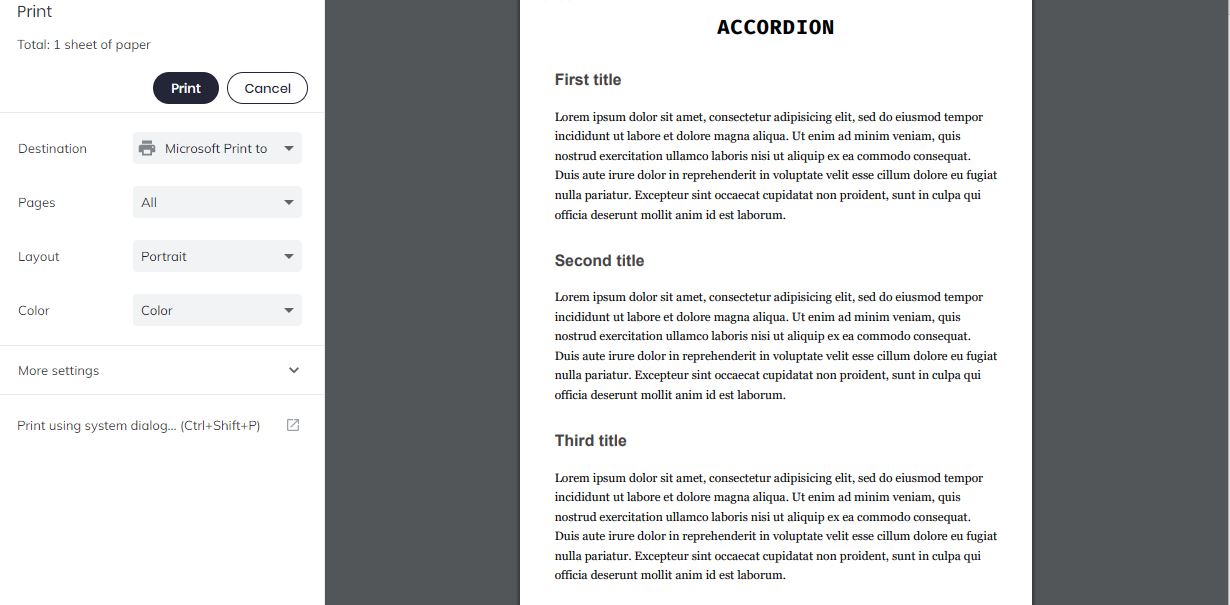 Print
Total: 1 sheet of paper
Print
Cancel
Destination
Microsoft Print to
Pages
All
Layout
Portrait
Color
Color
More settings
Print using system dialog... (Ctrl+Shift+P)
ACCORDION
First title
Lorem ipsum dolor sit amet, consectetur adipisicing elit, sed do eiusmod tempor
incididunt ut labore et dolore magna aliqua. Ut enim ad minim veniam, quis
nostrud exercitation ullamco laboris nisi ut aliquip ex ea commodo consequat.
Duis aute irure dolor in reprehenderit in voluptate velit esse cillum dolore eu fugiat
nulla pariatur. Excepteur sint occaecat cupidatat non proident, sunt in culpa qui
officia deserunt mollit anim id est laborum.
Second title
Lorem ipsum dolor sit amet, consectetur adipisicing elit, sed do eiusmod tempor
incididunt ut labore et dolore magna aliqua. Ut enim ad minim veniam, quis
nostrud exercitation ullamco laboris nisi ut aliquip ex ea commodo consequat.
Duis aute irure dolor in reprehenderit in voluptate velit esse cillum dolore eu fugiat
nulla pariatur. Excepteur sint occaecat cupidatat non proident, sunt in culpa qui
officia deserunt mollit anim id est laborum.
Third title
Lorem ipsum dolor sit amet, consectetur adipisicing elit, sed do eiusmod tempor
incididunt ut labore et dolore magna aliqua. Ut enim ad minim veniam, quis
nostrud exercitation ullamco laboris nisi ut aliquip ex ea commodo consequat.
Duis aute irure dolor in reprehenderit in voluptate velit esse cillum dolore eu fugiat
nulla pariatur. Excepteur sint occaecat cupidatat non proident, sunt in culpa qui
officia deserunt mollit anim id est laborum.